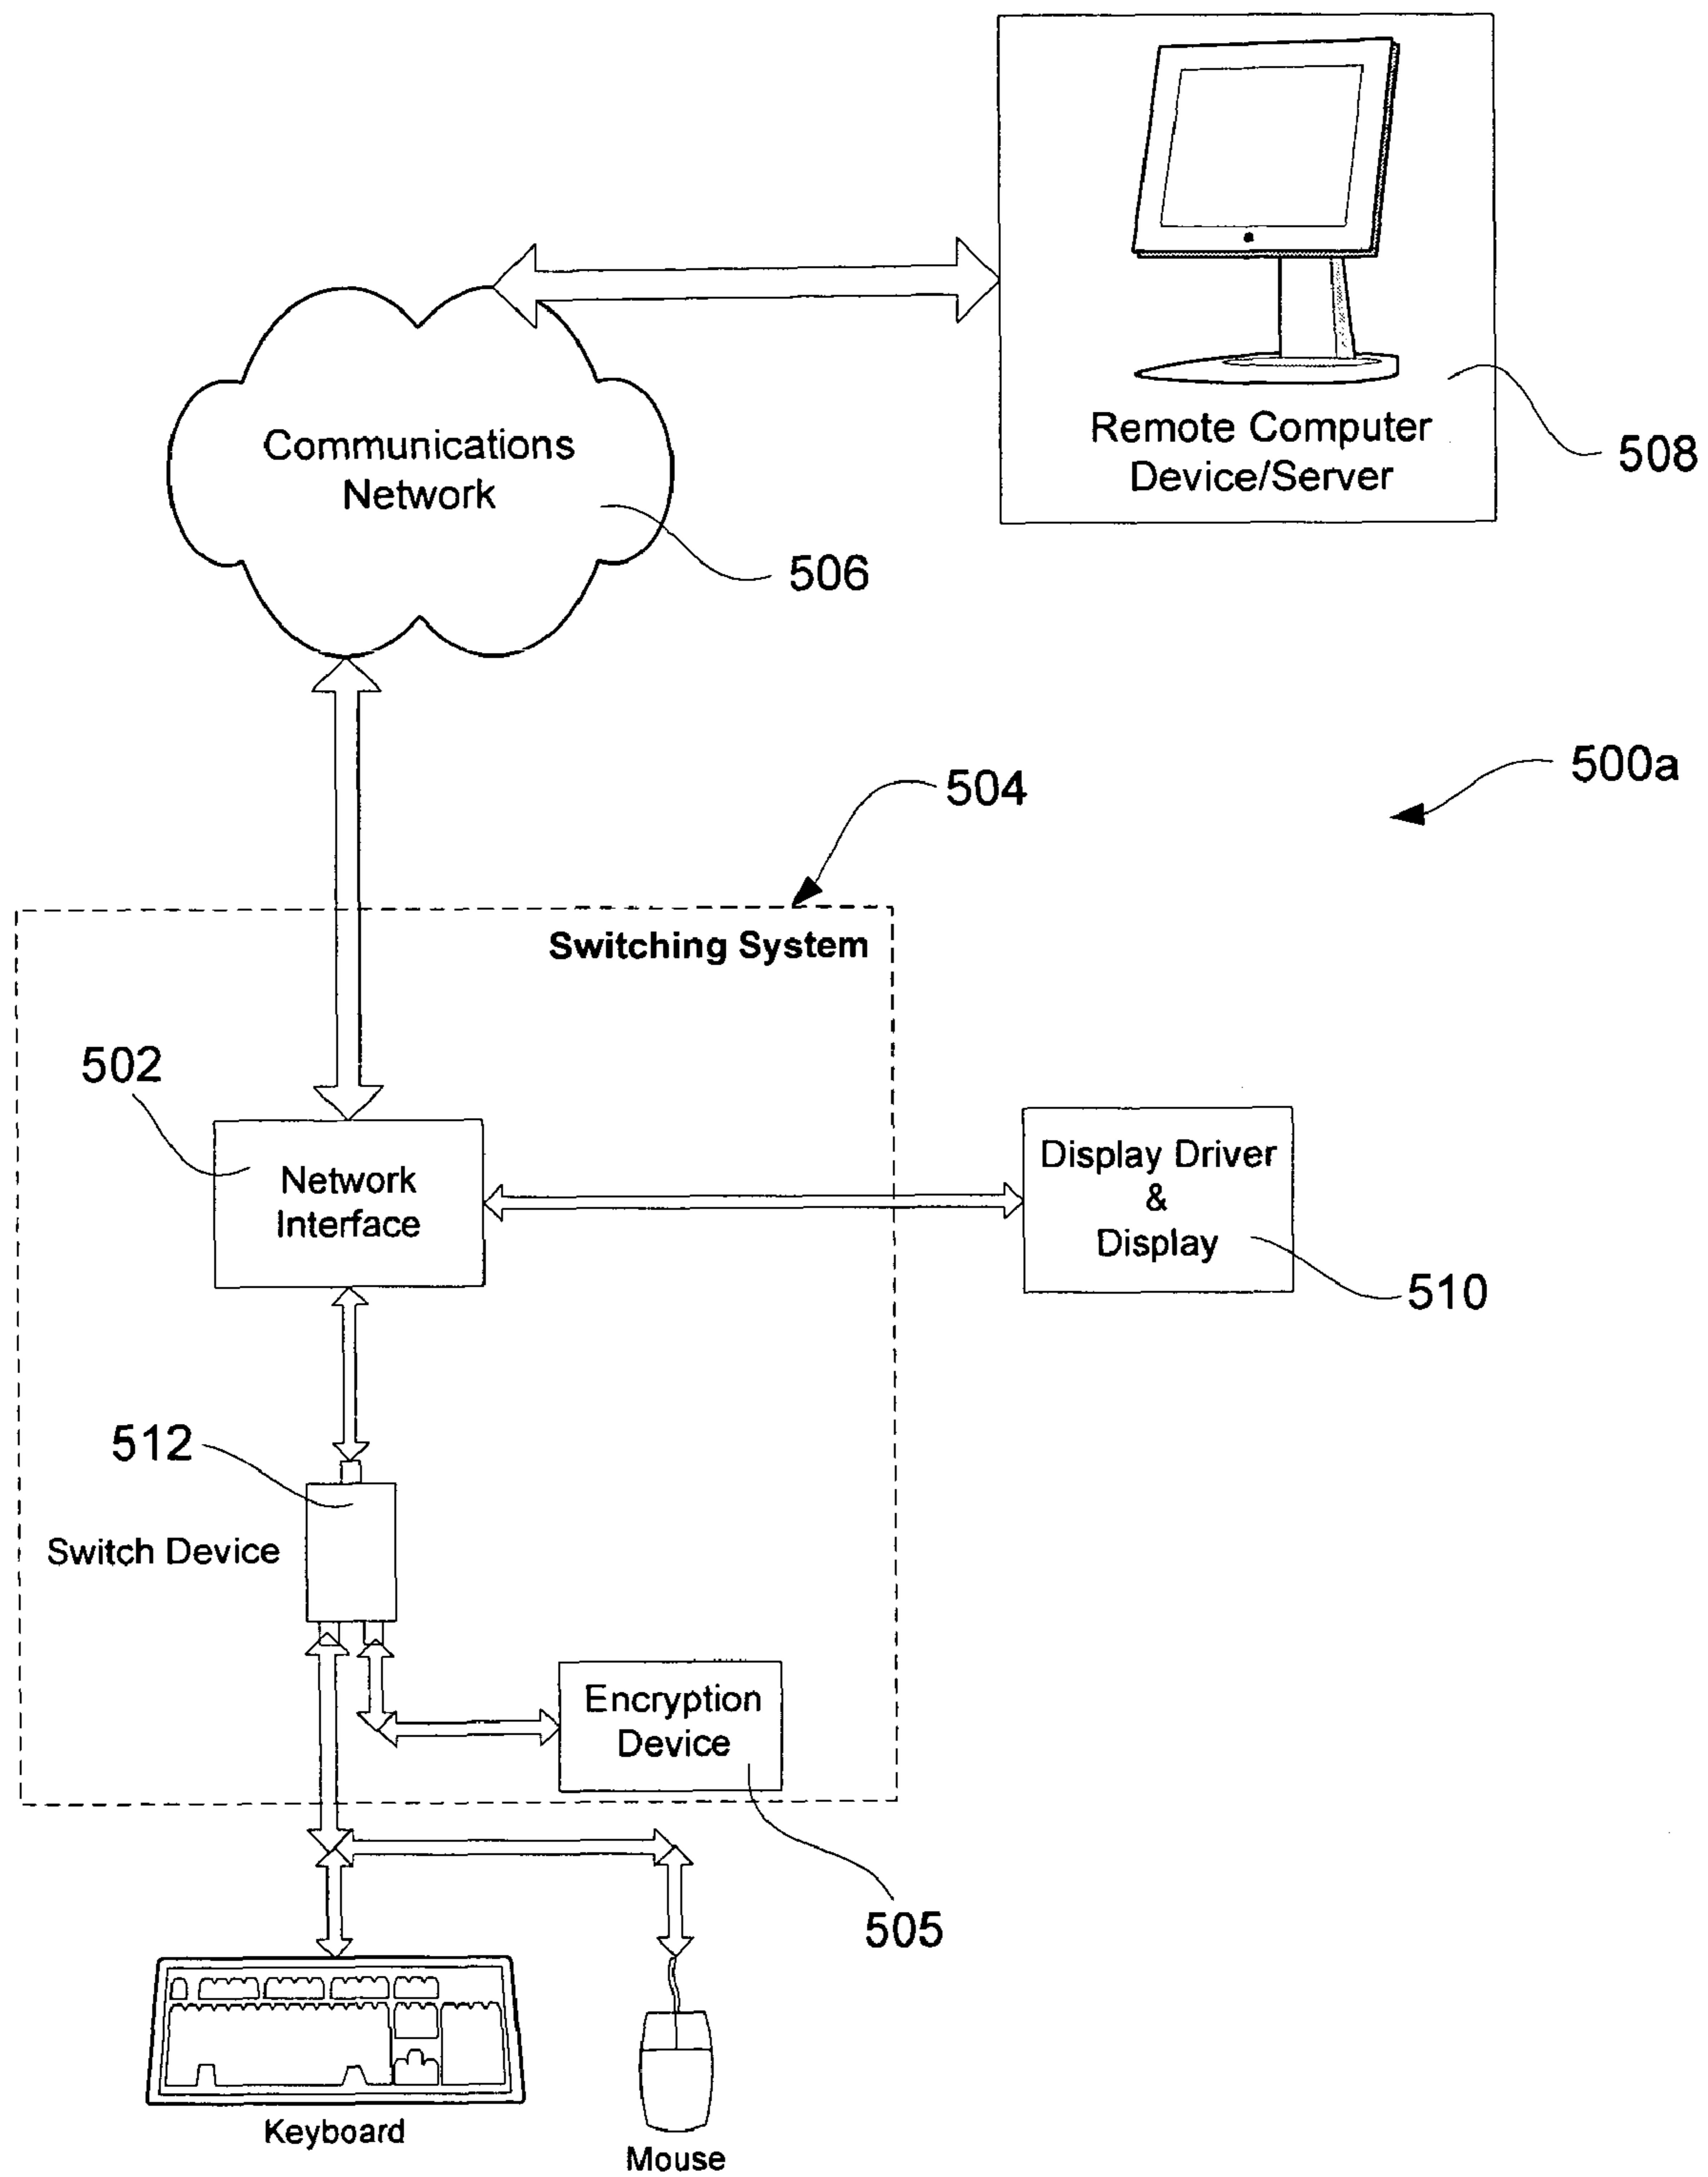 Remote Computer
Device/Server
508
Communications
Network
506
500a
504
Switching System
502
Network
Interface
Display Driver
&
Display
510
512
Switch Device
Encryption
Device
505
Keyboard
Mouse